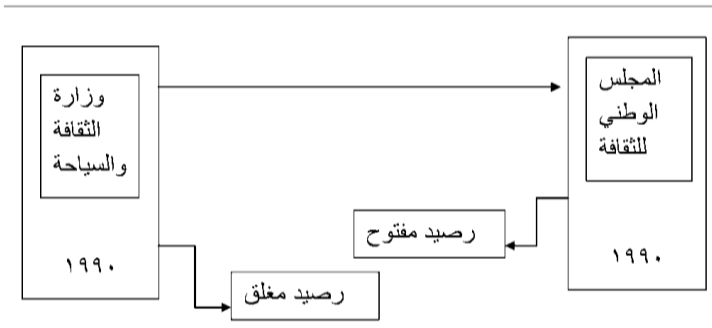 المجلس
الوطني
للثقافة
١٩٩٠
وزارة
الثقافة
والسياحة
١٩٩٠
رصيد مفتوح
رصيد مغلق